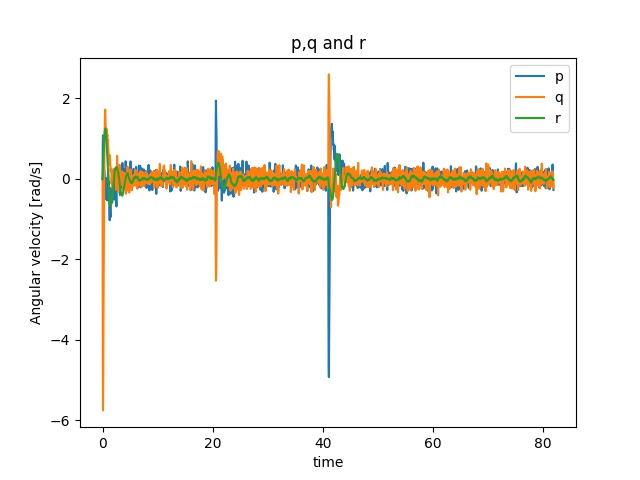 p,q and r
p
q
r
2
0
−2
−4
−6
Angular velocity [rad/s]
0
20
40
60
80
time